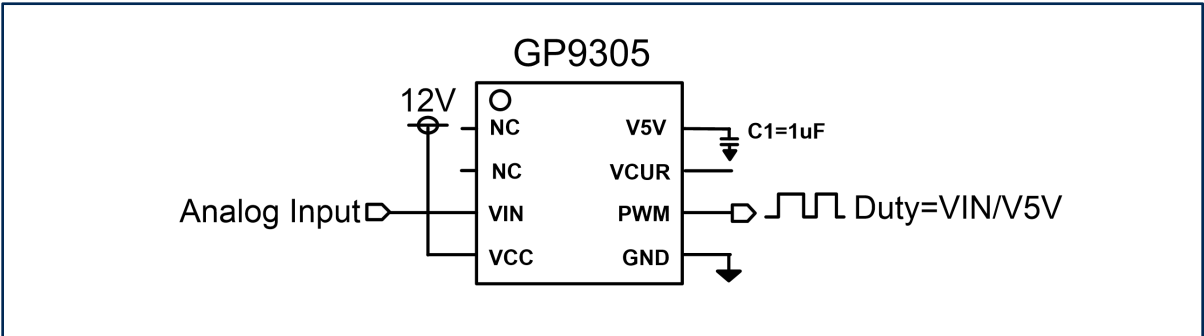 GP9305
12V
NC V5V C1=1uF
NC VCUR
Analog Input VIN PWM Duty=VIN/V5V
VCC GND